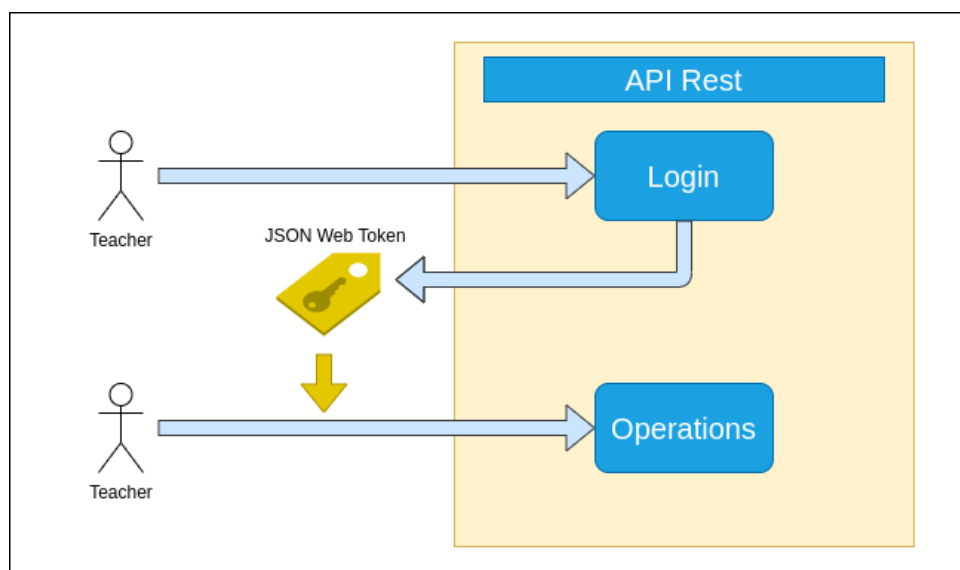 API Rest
Login
Teacher
JSON Web Token
Operations
Teacher